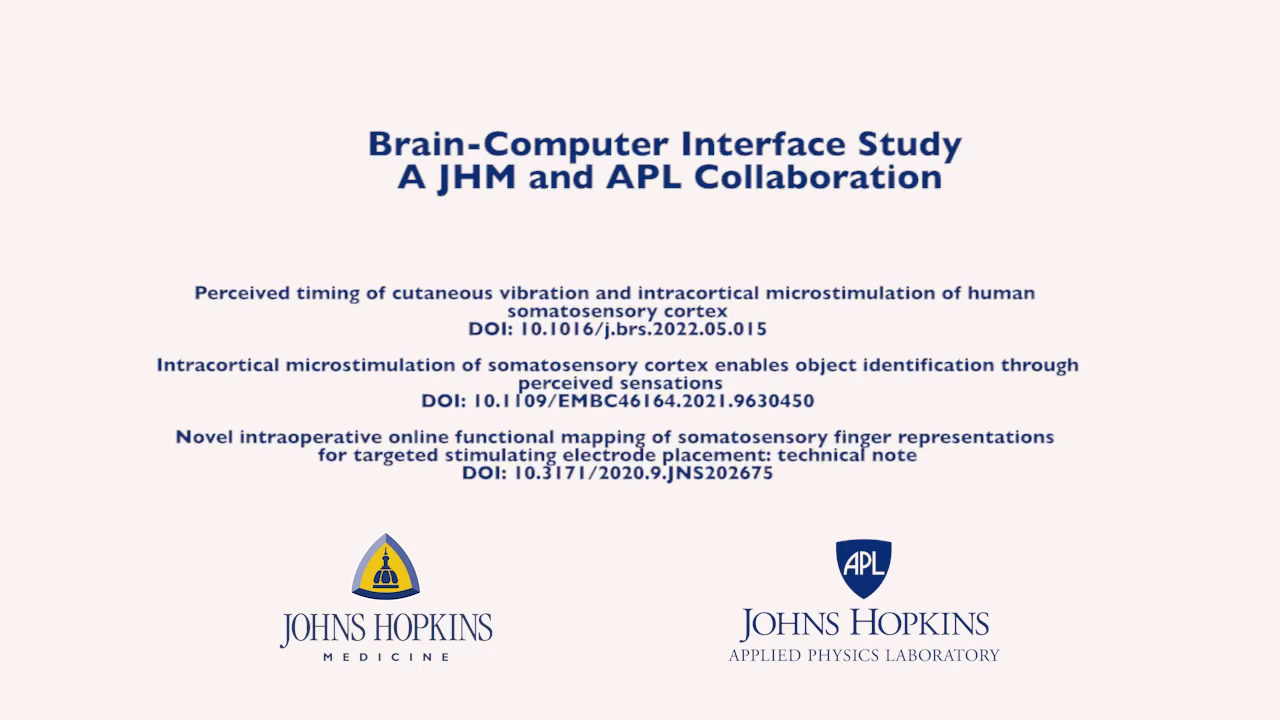 Brain-Computer Interface Study
A JHM and APL Collaboration
Perceived timing of cutaneous vibration and intracortical microstimulation of human
somatosensory cortex
DOI: 10.1016/j.brs.2022.05.015
Intracortical microstimulation of somatosensory cortex enables object identification through
perceived sensations
DOI: 10.1109/EMBC46164.2021.9630450
Novel intraoperative online functional mapping of somatosensory finger representations
for targeted stimulating electrode placement: technical note
DOI: 10.3171/2020.9.JNS202675
JOHNS HOPKINS
MEDICINE
APL
JOHNS HOPKINS
APPLIED PHYSICS LABORATORY